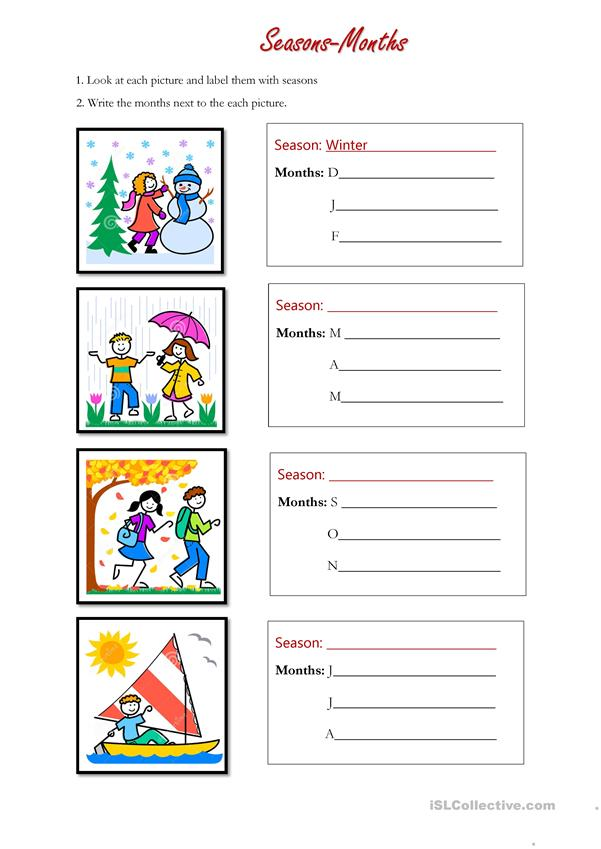 Seasons-Months
1. Look at each picture and label them with seasons
2. Write the months next to the each picture.
Season: Winter
Months: D
J
F
Season:
Months: M
A
M
Season:
Months: S
O
N
Season:
Months: J
J
A
iSLCollective.com